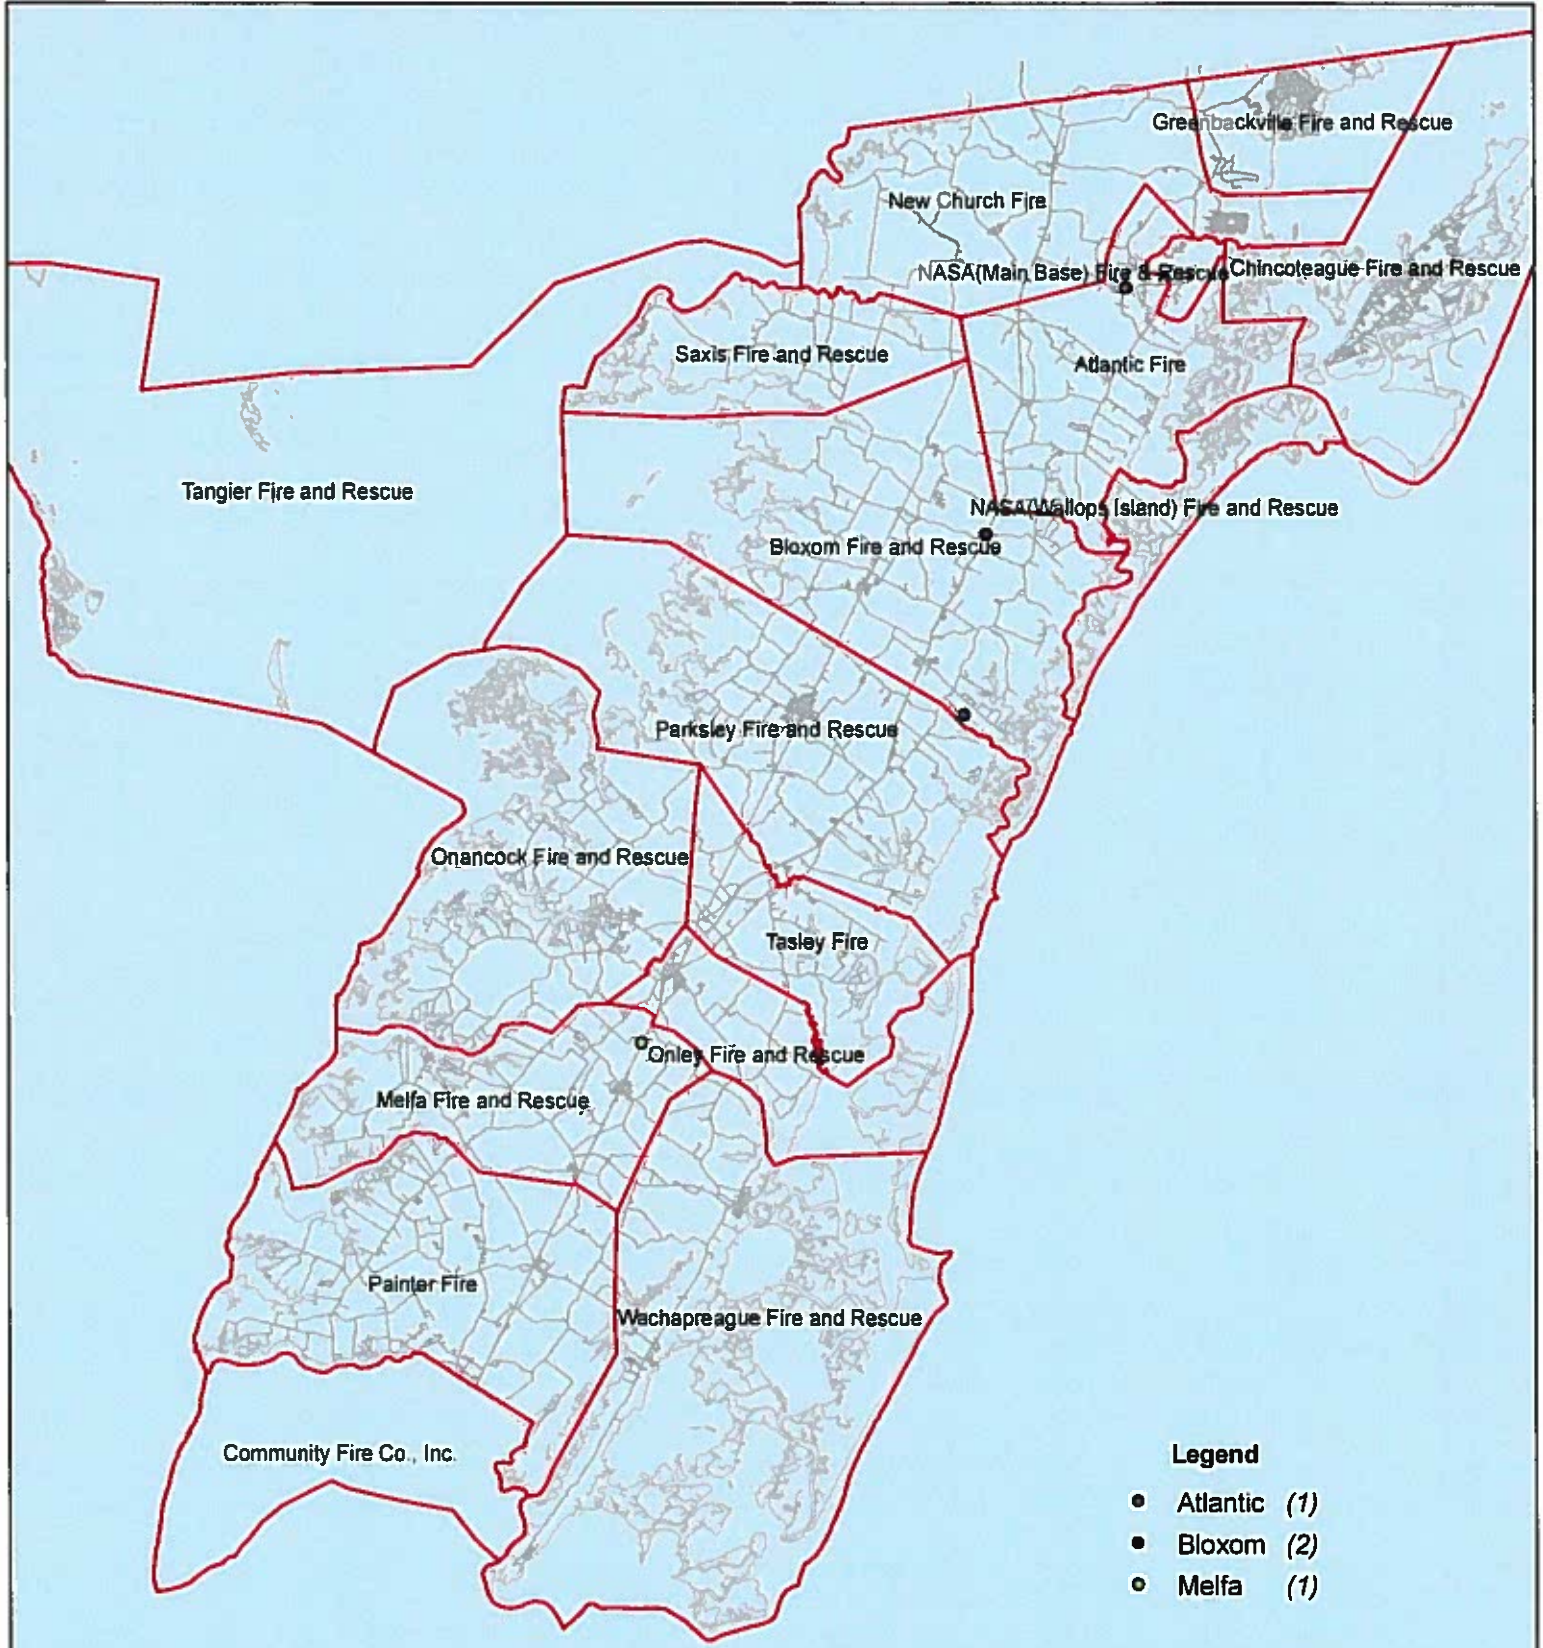 Greenbackville Fire and Rescue
New Church Fire
NASA(Main Base) Fire & Rescue
Chincoteague Fire and Rescue
Saxis Fire and Rescue
Atlantic Fire
Tangier Fire and Rescue
NASA(Wallops Island) Fire and Rescue
Bloxom Fire and Rescue
Parksley Fire and Rescue
Onancock Fire and Rescue
Tasley Fire
Onley Fire and Rescue
Melfa Fire and Rescue
Painter Fire
Wachapreague Fire and Rescue
Community Fire Co., Inc.
Legend
Atlantic (1)
Bloxom (2)
Melfa (1)